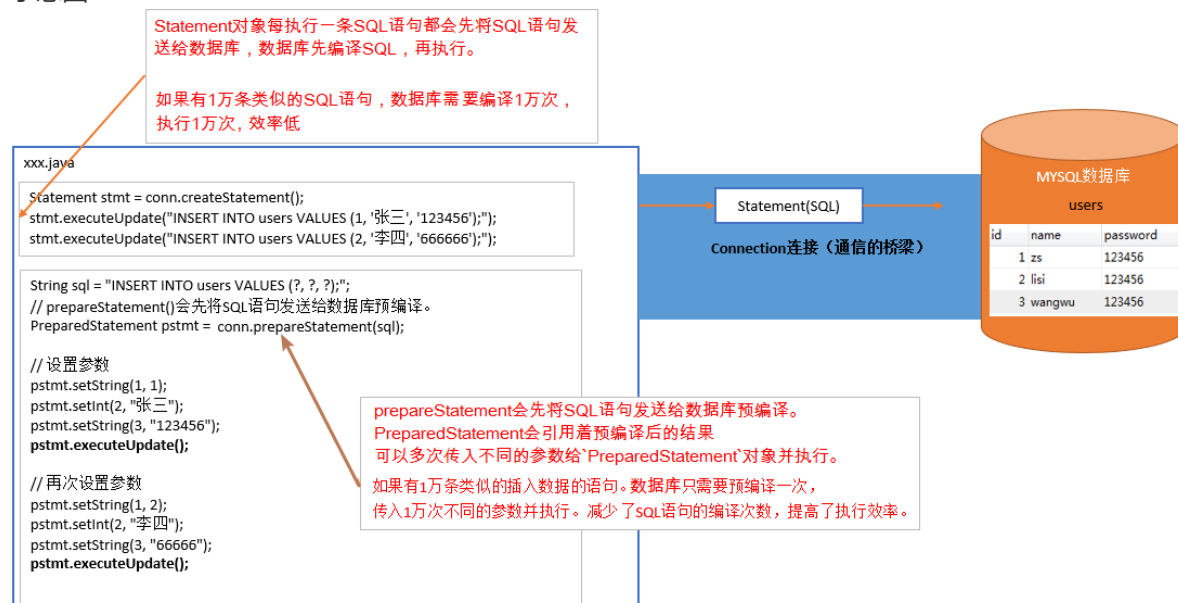 Statement对象每执行一条SQL语句都会先将SQL语句发
送给数据库，数据库先编译SQL，再执行。
如果有1万条类似的SQL语句，数据库需要编译1万次，
执行1万次，效率低
xxx.java
Statement stmt = conn.createStatement();
stmt.executeUpdate("INSERT INTO users VALUES (1, '张三', '123456');");
stmt.executeUpdate("INSERT INTO users VALUES (2, '李四', '666666');");
String sql = "INSERT INTO users VALUES (?, ?, ?);";
// prepareStatement()会先将SQL语句发送给数据库预编译。
PreparedStatement pstmt = conn.prepareStatement(sql);
// 设置参数
pstmt.setString(1, 1);
pstmt.setInt(2, "张三");
pstmt.setString(3, "123456");
pstmt.executeUpdate();
// 再次设置参数
pstmt.setString(1, 2);
pstmt.setInt(2, "李四");
pstmt.setString(3, "66666");
pstmt.executeUpdate();
prepareStatement会先将SQL语句发送给数据库预编译。
PreparedStatement会引用着预编译后的结果
可以多次传入不同的参数给`PreparedStatement`对象并执行。
如果有1万条类似的插入数据的语句。数据库只需要预编译一次，
传入1万次不同的参数并执行。减少了SQL语句的编译次数，提高了执行效率。
Statement(SQL)
Connection连接（通信的桥梁）
MYSQL数据库
users
id name password
1 zs 123456
2 lisi 123456
3 wangwu 123456